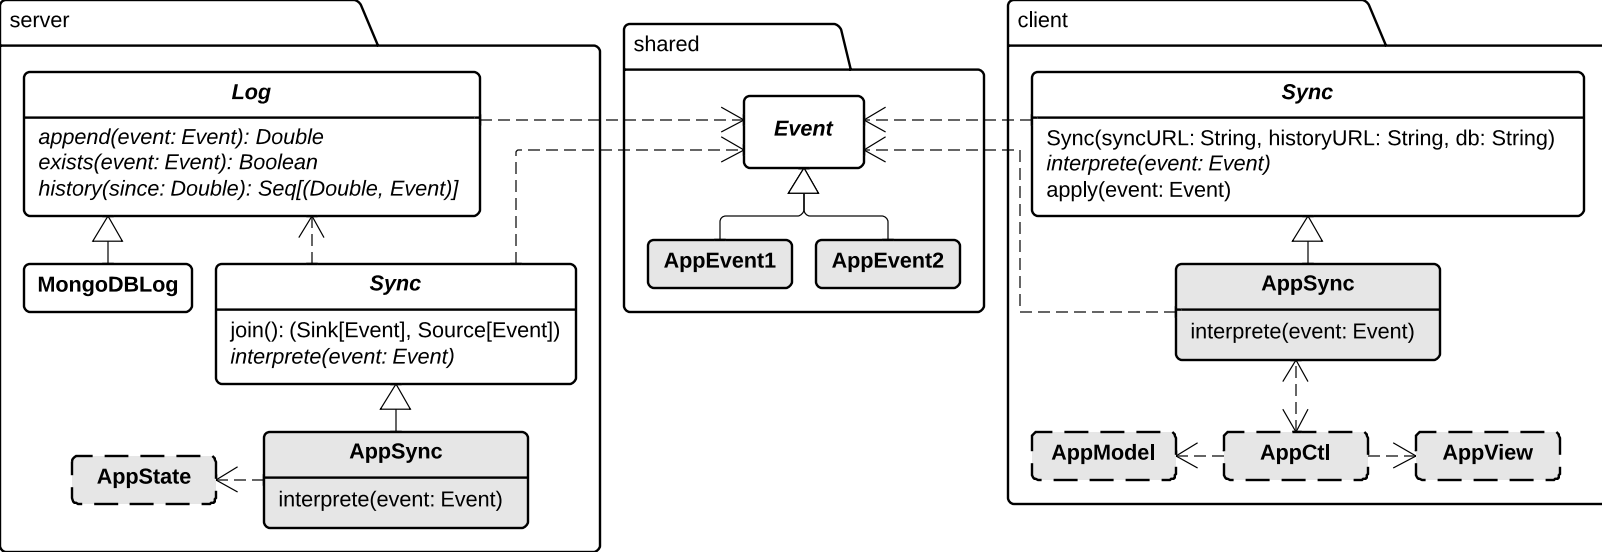 server
Log
append(event: Event): Double
exists(event: Event): Boolean
history(since: Double): Seq[(Double, Event)]
MongoDBLog
Sync
join(): (Sink[Event], Source[Event])
interprete(event: Event)
AppSync
interprete(event: Event)
AppState
shared
Event
AppEvent1
AppEvent2
client
Sync
Sync(syncURL: String, historyURL: String, db: String)
interprete(event: Event)
apply(event: Event)
AppSync
interprete(event: Event)
AppModel
AppCtl
AppView